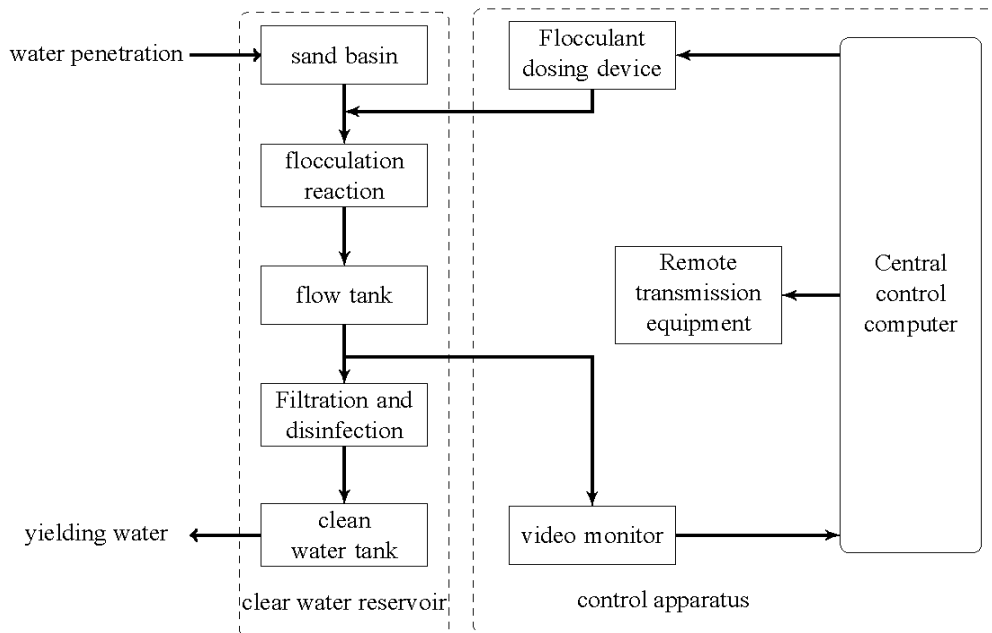 water penetration
sand basin
Flocculant
dosing device
flocculation
reaction
flow tank
Remote
transmission
equipment
Central
control
computer
Filtration and
disinfection
yielding water
clean
water tank
video monitor
clear water reservoir
control apparatus